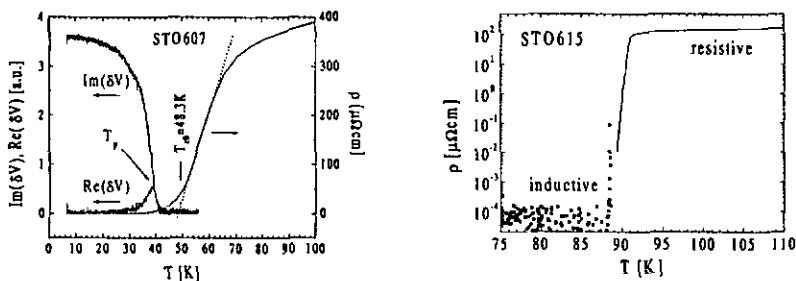 STO607
Im(δV), Re(δV) [a.u.]
4
3
2
1
0
Im(δV)
T_p
Re(δV)
T_c0=48.3K
400
300
200
100
0
ρ [μΩcm]
0 10 20 30 40 50 60 70 80 90 100
T [K]
STO615
ρ [μΩcm]
10²
10¹
10⁰
10⁻¹
10⁻²
10⁻³
10⁻⁴
resistive
inductive
75 80 85 90 95 100 105 110
T [K]